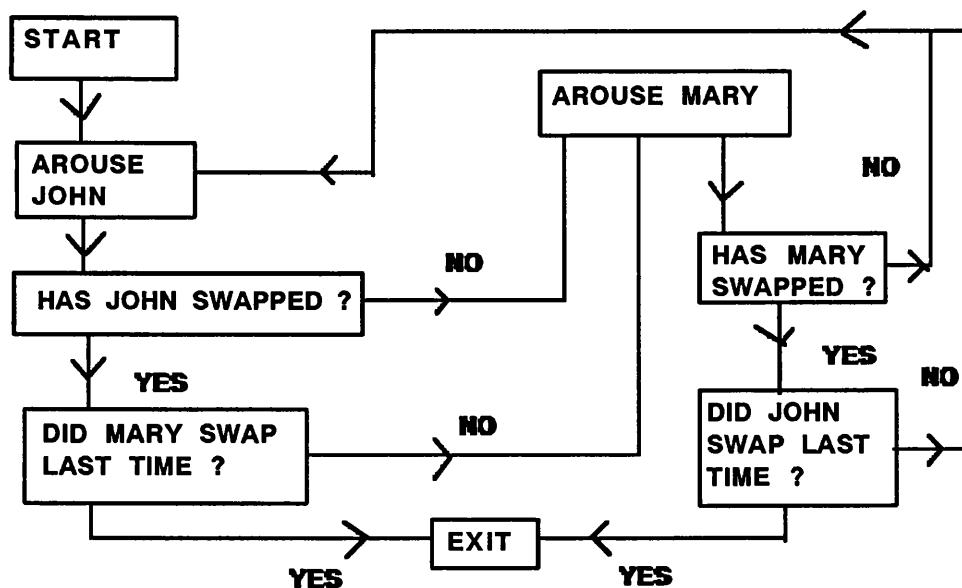 START
AROUSE MARY
AROUSE
JOHN
NO
HAS MARY
SWAPPED ?
NO
HAS JOHN SWAPPED ?
YES
YES
NO
DID MARY SWAP
LAST TIME ?
NO
DID JOHN
SWAP LAST
TIME ?
EXIT
YES
YES